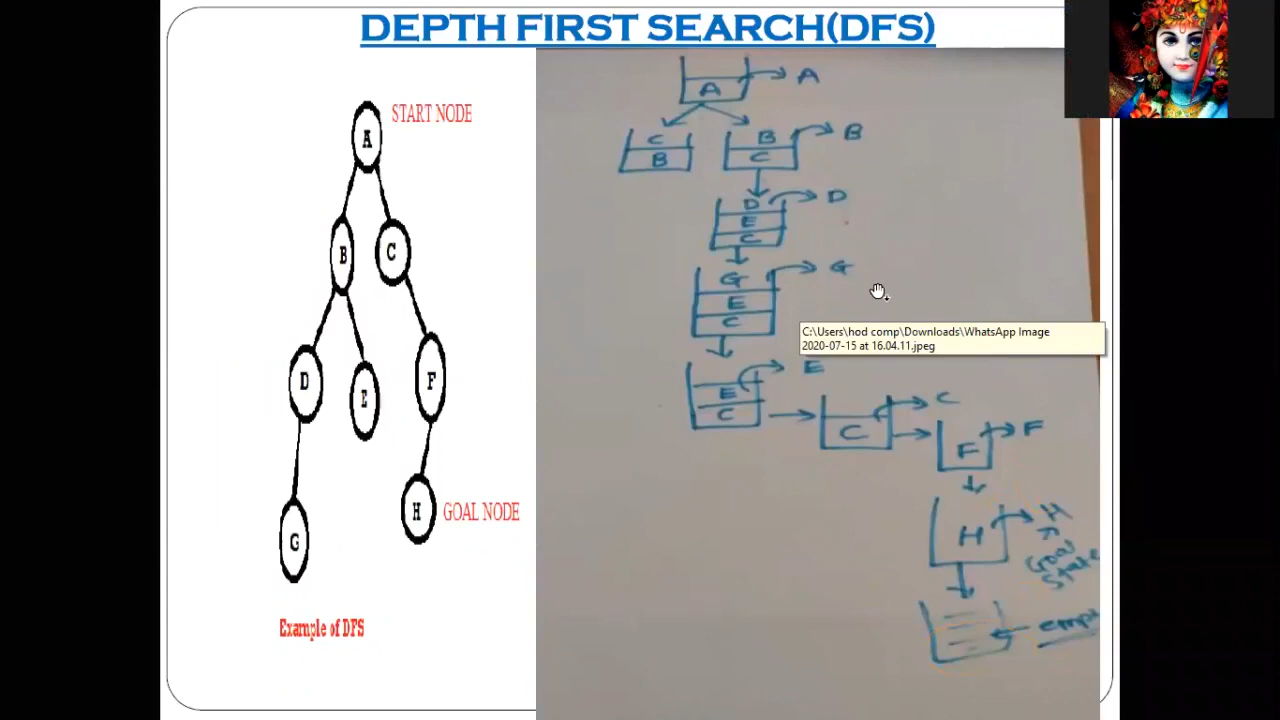 DEPTH FIRST SEARCH(DFS)
START NODE
A
B
C
D
E
F
G
H
GOAL NODE
Example of DFS
A
A
C
B
B
C
B
D
E
C
D
G
E
C
G
C:\Users\hod comp\Downloads\WhatsApp Image
2020-07-15 at 16.04.11.jpeg
E
C
E
C
C
F
F
H
H
Goal
State